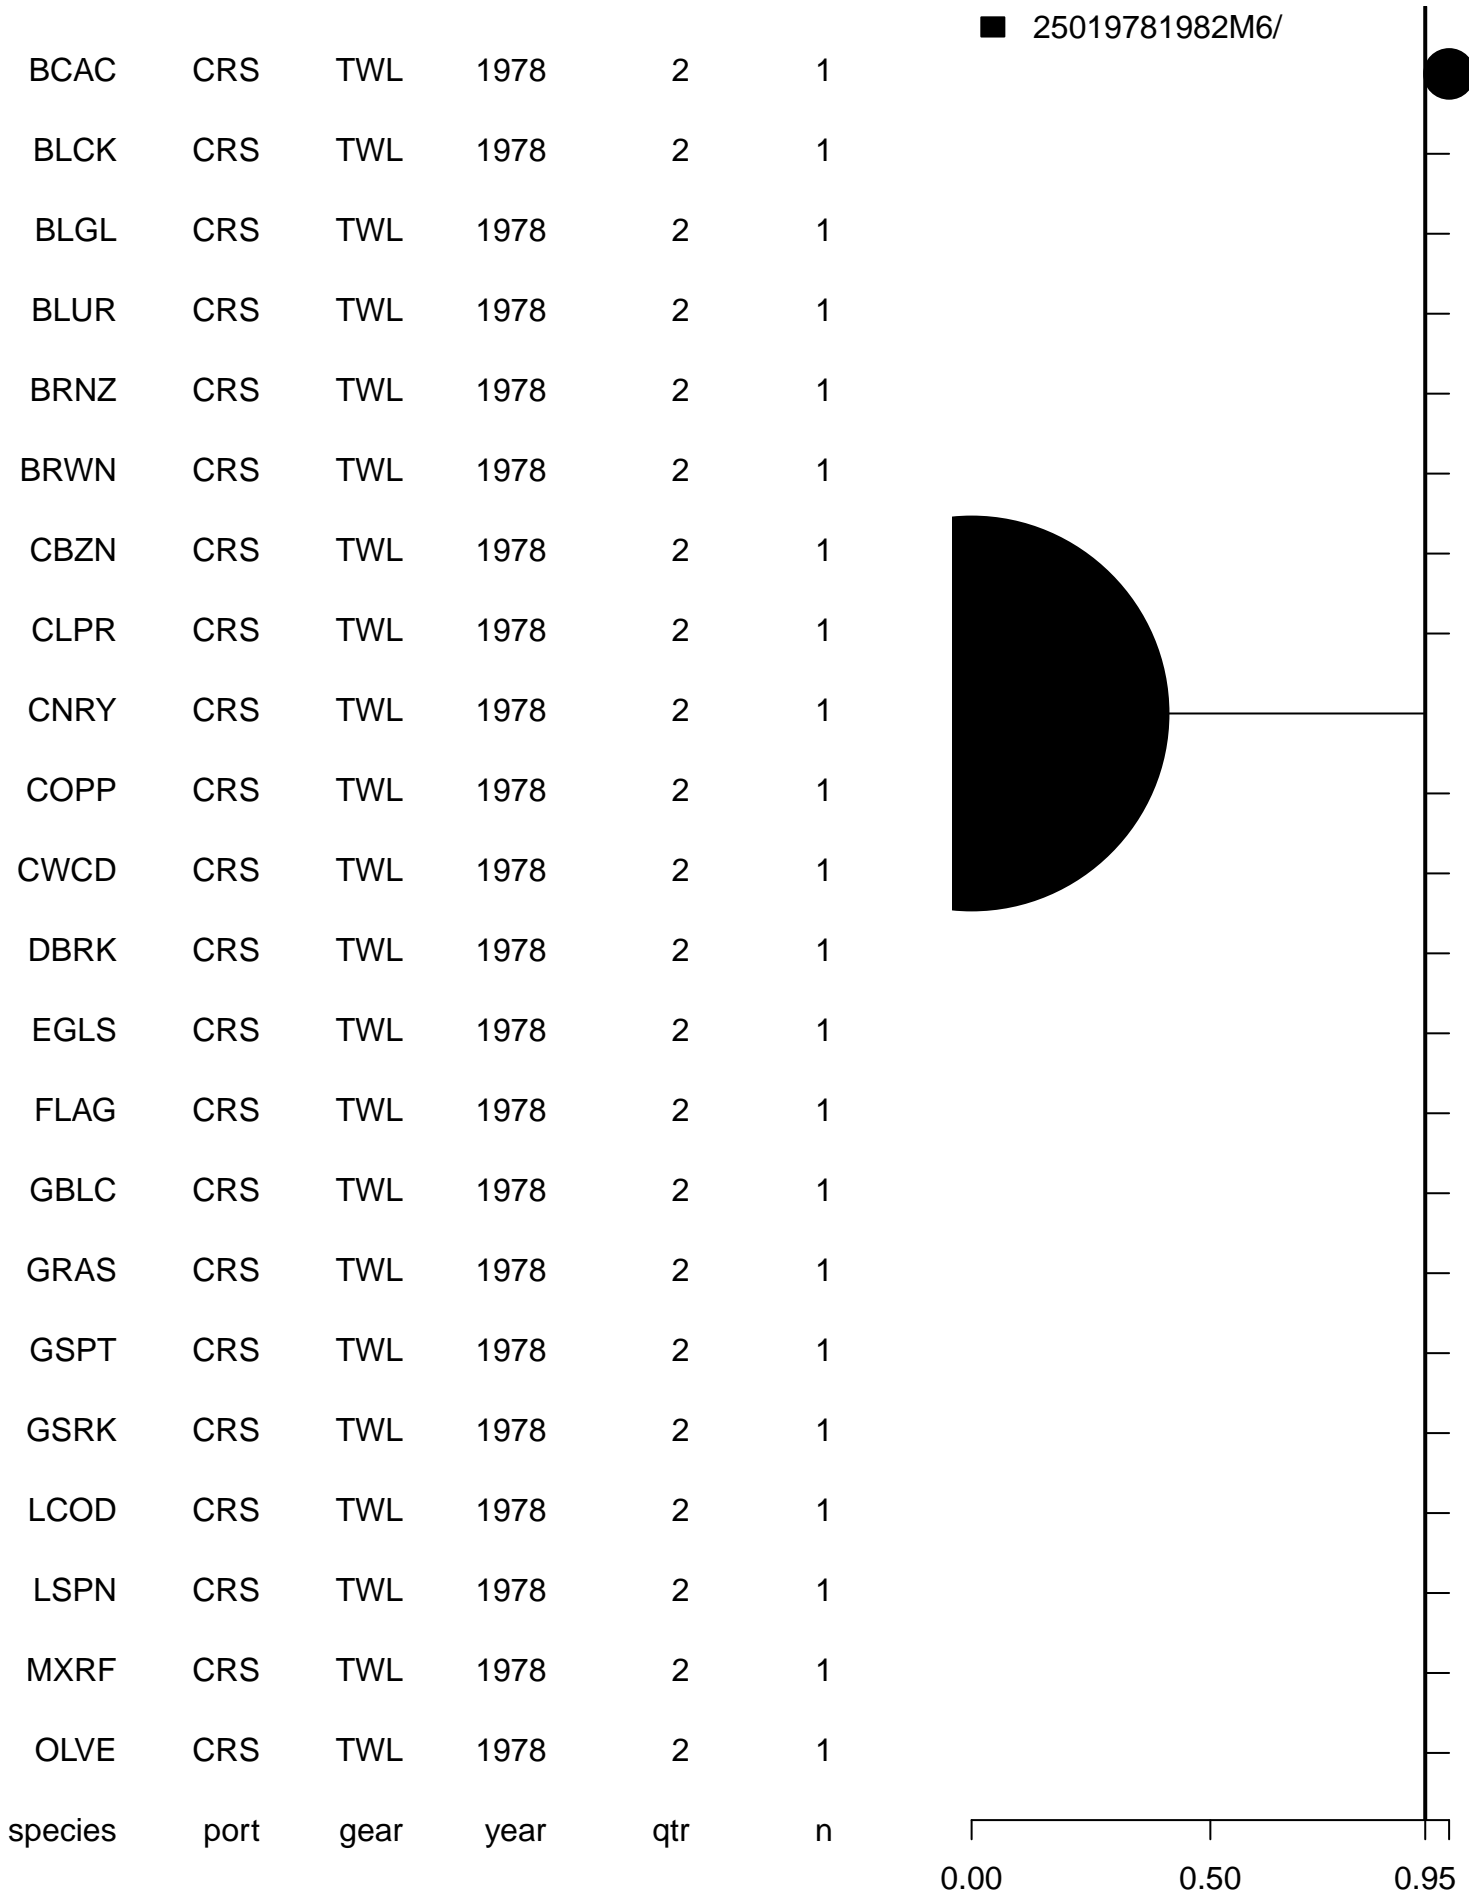 25019781982M6/
BCAC CRS TWL 1978 2 1
BLCK CRS TWL 1978 2 1
BLGL CRS TWL 1978 2 1
BLUR CRS TWL 1978 2 1
BRNZ CRS TWL 1978 2 1
BRWN CRS TWL 1978 2 1
CBZN CRS TWL 1978 2 1
CLPR CRS TWL 1978 2 1
CNRY CRS TWL 1978 2 1
COPP CRS TWL 1978 2 1
CWCD CRS TWL 1978 2 1
DBRK CRS TWL 1978 2 1
EGLS CRS TWL 1978 2 1
FLAG CRS TWL 1978 2 1
GBLC CRS TWL 1978 2 1
GRAS CRS TWL 1978 2 1
GSPT CRS TWL 1978 2 1
GSRK CRS TWL 1978 2 1
LCOD CRS TWL 1978 2 1
LSPN CRS TWL 1978 2 1
MXRF CRS TWL 1978 2 1
OLVE CRS TWL 1978 2 1
species port gear year qtr n
0.00 0.50 0.95